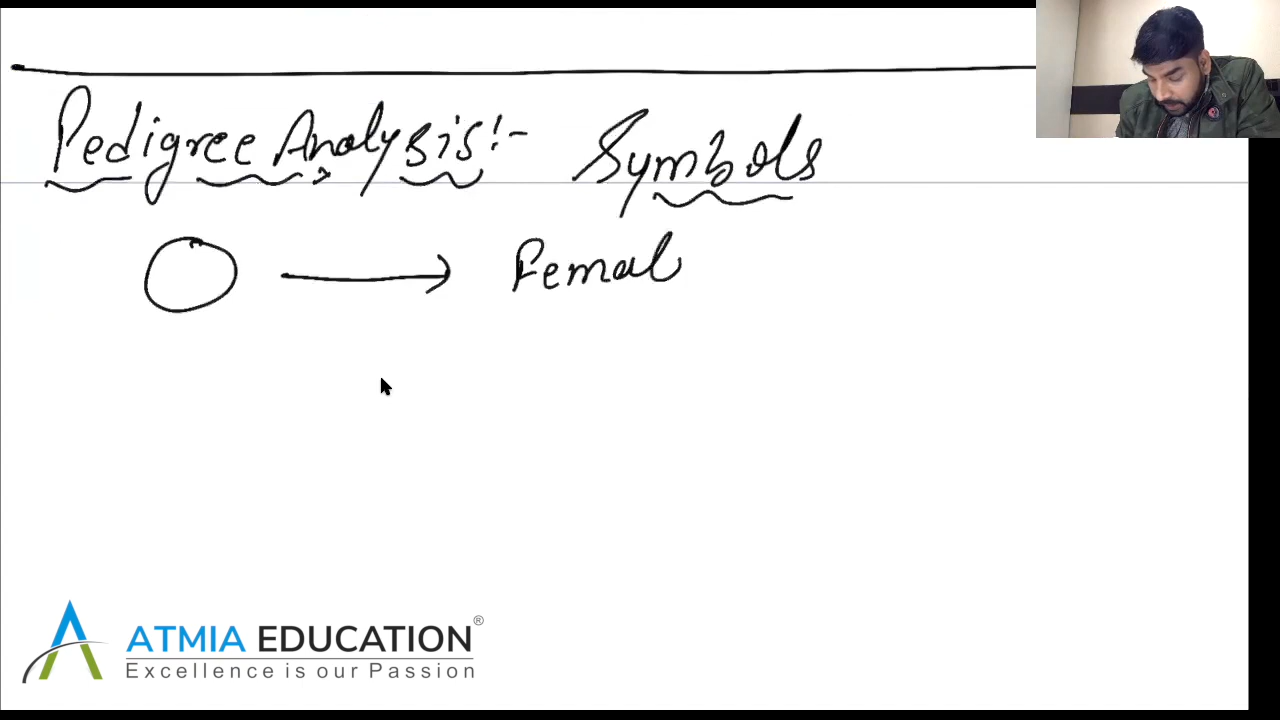 Pedigree Analysis:- Symbols
Femal
ATMIA EDUCATION®
Excellence is our Passion